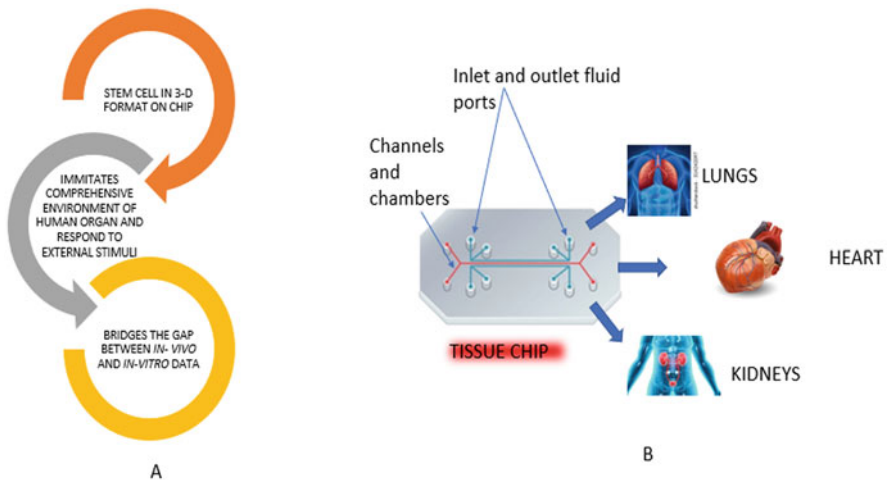 STEM CELL IN 3-D
FORMAT ON CHIP
IMMITATES
COMPREHENSIVE
ENVIRONMENT OF
HUMAN ORGAN AND
RESPOND TO
EXTERNAL STIMULI
BRIDGES THE GAP
BETWEEN IN- VIVO
AND IN-VITRO DATA
A
Inlet and outlet fluid
ports
Channels and
chambers
LUNGS
HEART
TISSUE CHIP
KIDNEYS
B